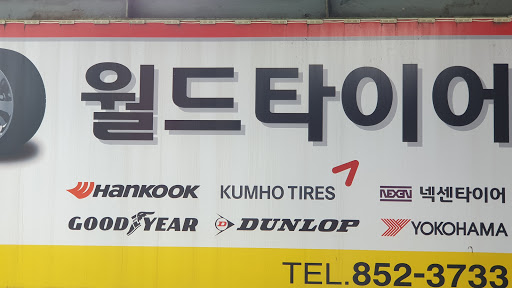 월드타이어
HANKOOK KUMHO TIRES NEXEN 넥센타이어
GOODYEAR DUNLOP YOKOHAMA
TEL.852-3733